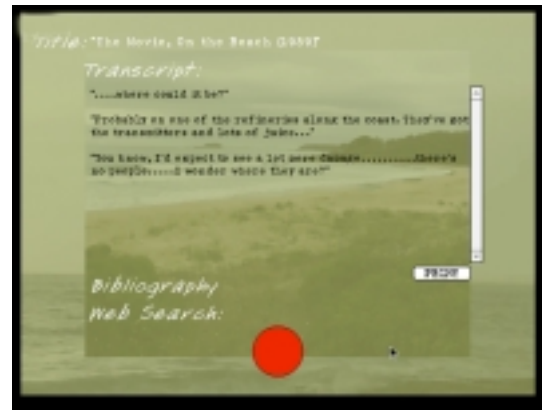 Title: "The Movie, On the Beach (1959)"
Transcript:
"....where could it be?"
"Probably on one of the refineries along the coast. They've got
the transmitters and lots of juice..."
"You know, I'd expect to see a lot more damage..........there's
no people.....I wonder where they are?"
PRINT
Bibliography
Web Search: